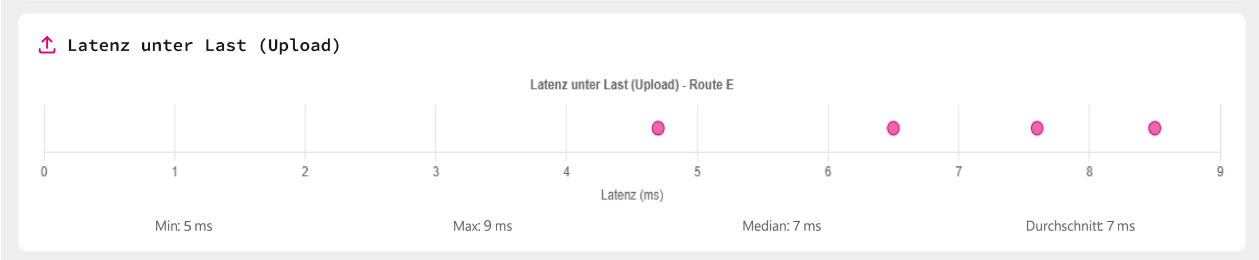 Latenz unter Last (Upload)
Latenz unter Last (Upload) - Route E
0 1 2 3 4 5 6 7 8 9
Latenz (ms)
Min: 5 ms Max: 9 ms Median: 7 ms Durchschnitt: 7 ms